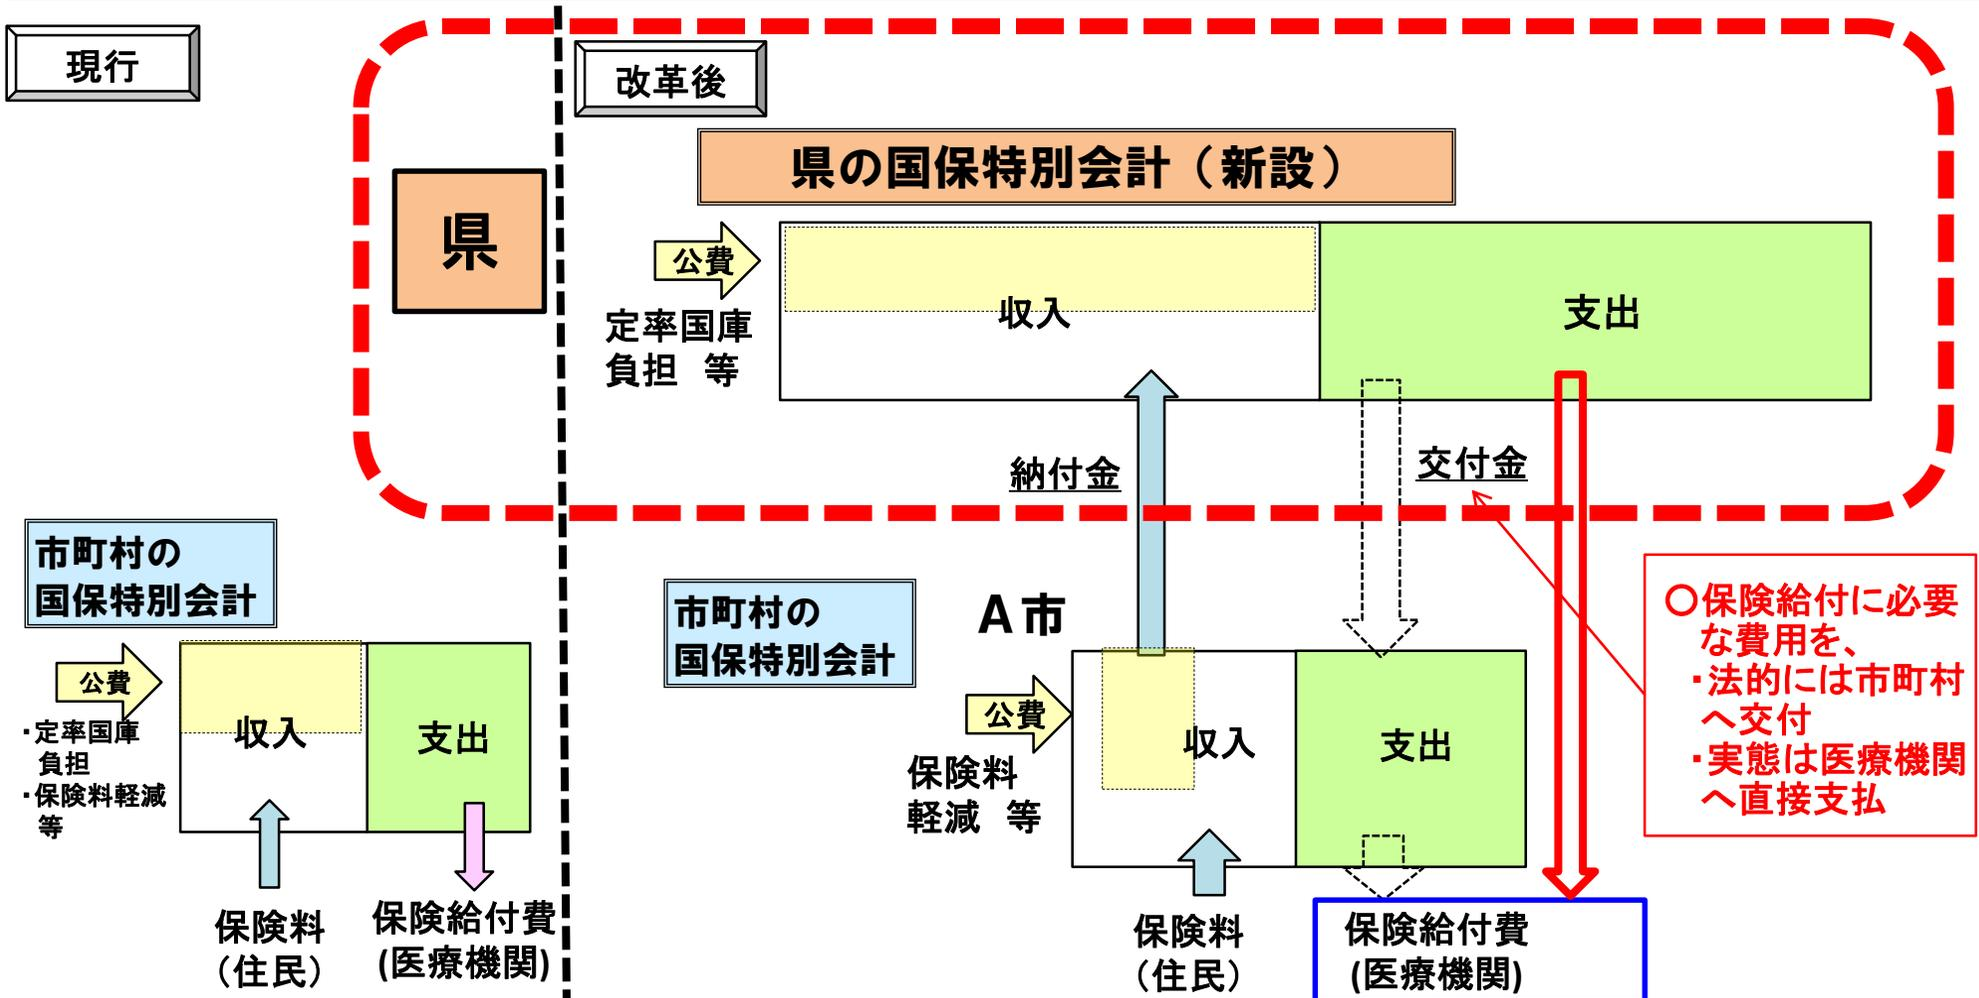 現行
改革後
県の国保特別会計（新設）
県
公費
定率国庫
負担　等
収入
支出
納付金
交付金
市町村の
国保特別会計
公費
・定率国庫
負担
・保険料軽減
等
収入
支出
保険料
（住民）
保険給付費
(医療機関)
市町村の
国保特別会計
A市
公費
保険料
軽減　等
収入
支出
保険料
（住民）
保険給付費
(医療機関)
○保険給付に必要
な費用を、
・法的には市町村
へ交付
・実態は医療機関
へ直接支払